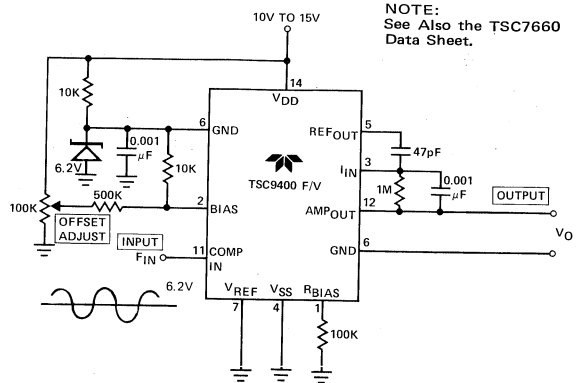 NOTE:
See Also the TSC7660
Data Sheet.
10V TO 15V
14
VDD
10K
6
GND
0.001
µF
10K
6.2V
500K
2
BIAS
100K
OFFSET
ADJUST
INPUT
FIN
11
COMP
IN
6.2V
TSC9400 F/V
5
REFOUT
47pF
3
IIN
1M
0.001
µF
12
AMPOUT
OUTPUT
VO
GND
6
VREF
7
VSS
4
RBIAS
1
100K